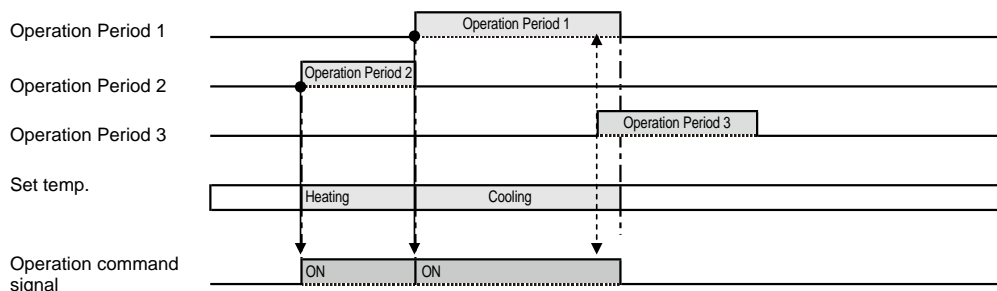 Operation Period 1
Operation Period 1
Operation Period 2
Operation Period 2
Operation Period 3
Operation Period 3
Set temp.
Heating
Cooling
Operation command
signal
ON
ON